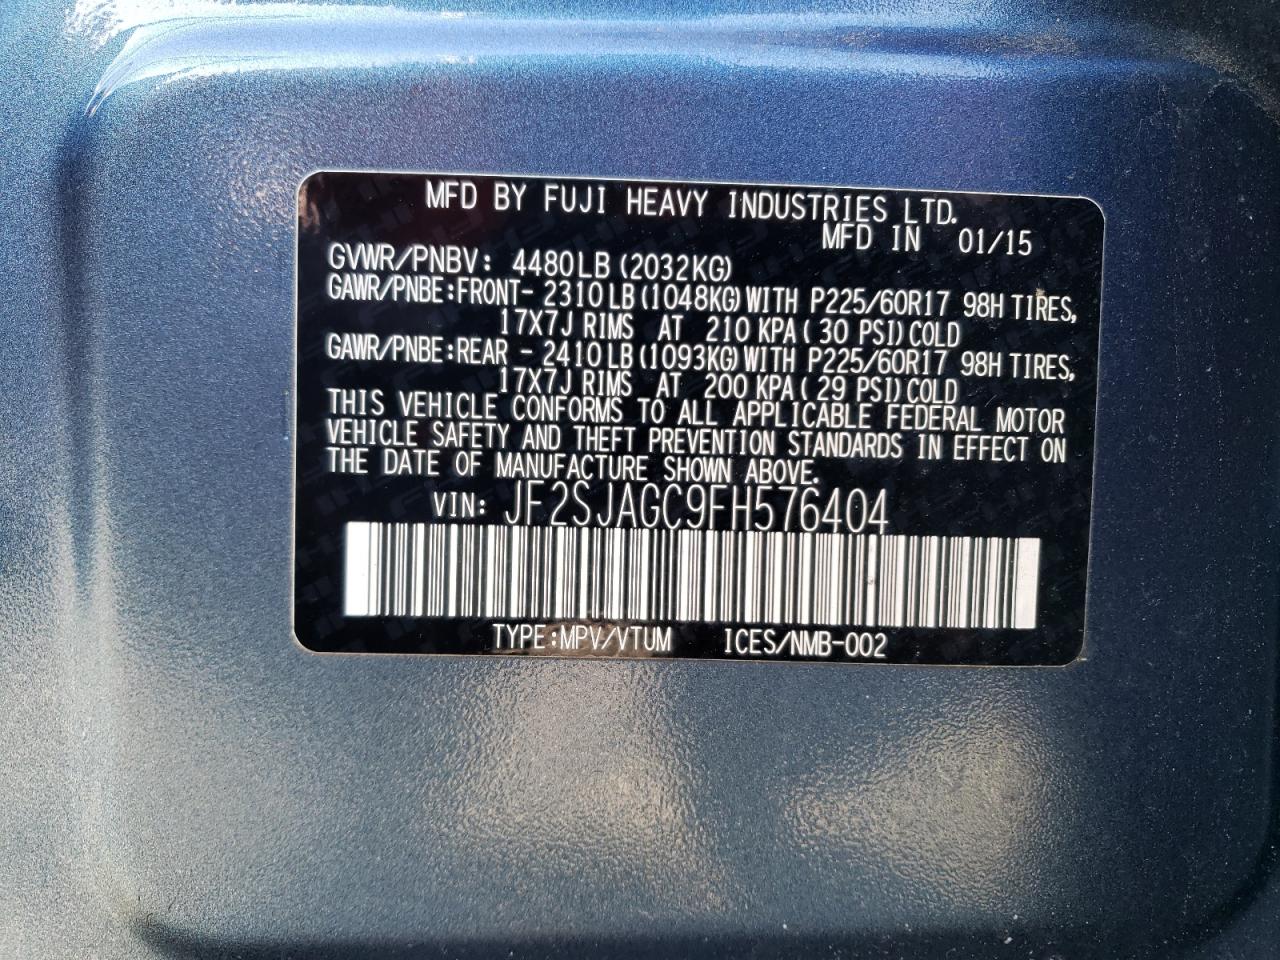 MFD BY FUJI HEAVY INDUSTRIES LTD.
MFD IN 01/15
GVWR/PNBV: 4480LB (2032KG)
GAWR/PNBE:FRONT- 2310LB (1048KG) WITH P225/60R17 98H TIRES,
17X7J RIMS AT 210 KPA( 30 PSI) COLD
GAWR/PNBE:REAR - 2410LB (1093KG) WITH P225/60R17 98H TIRES,
17X7J RIMS AT 200 KPA( 29 PSI) COLD
THIS VEHICLE CONFORMS TO ALL APPLICABLE FEDERAL MOTOR
VEHICLE SAFETY AND THEFT PREVENTION STANDARDS IN EFFECT ON
THE DATE OF MANUFACTURE SHOWN ABOVE.
VIN: JF2SJAGC9FH576404
TYPE:MPV/VTUM ICES/NMB-002